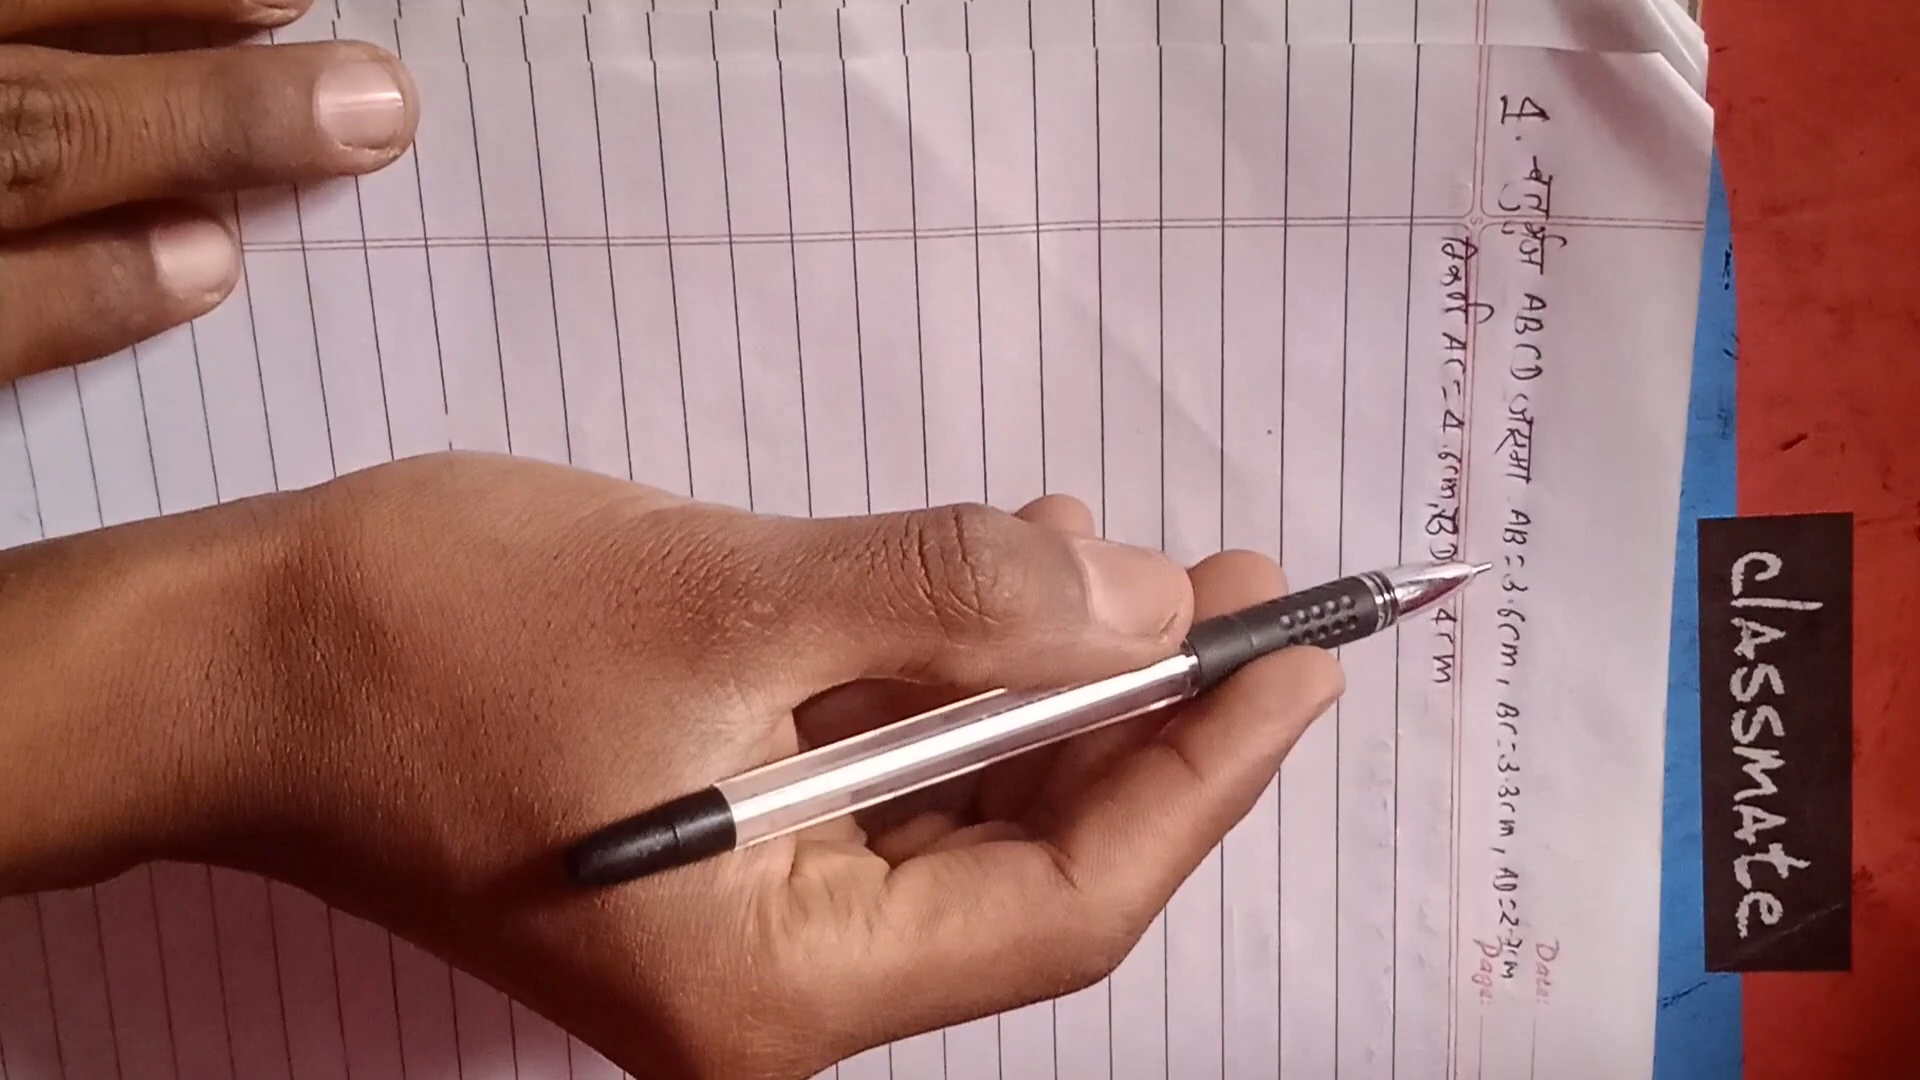 1. चतुर्भुज ABCD जसमा AB=3.6cm, BC=3.3cm, AD=2.7cm
विकर्ण AC=4.6cm, BD 4cm
Date:
Page:
classmate